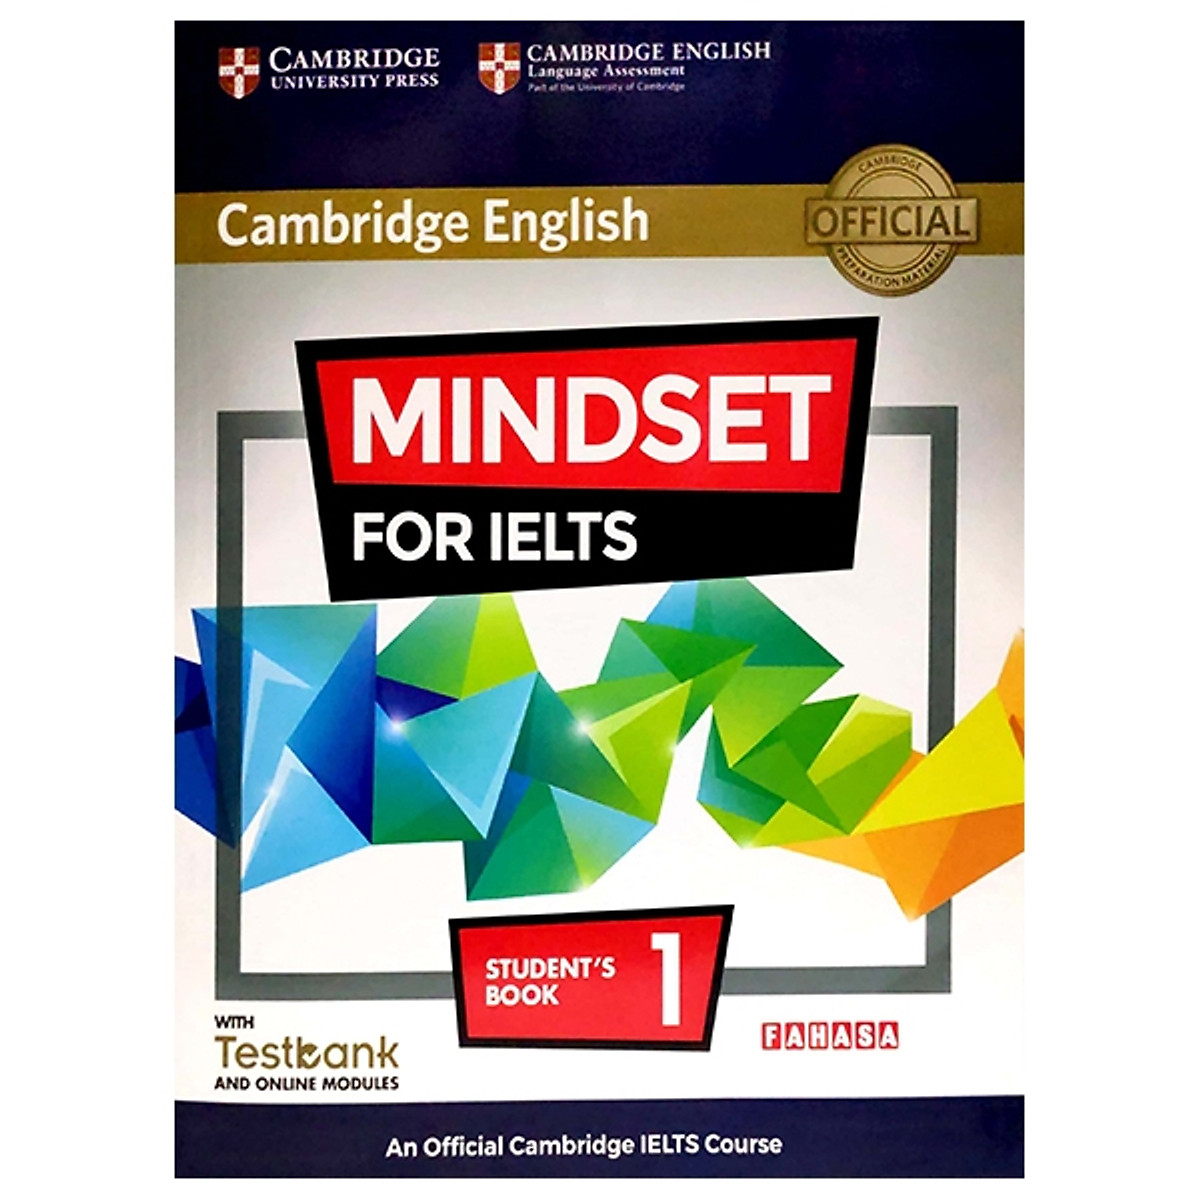 CAMBRIDGE
UNIVERSITY PRESS
CAMBRIDGE ENGLISH
Language Assessment
Part of the University of Cambridge
Cambridge English
CAMBRIDGE
OFFICIAL
PREPARATION MATERIAL
MINDSET
FOR IELTS
STUDENT'S
BOOK
1
WITH
Testbank
AND ONLINE MODULES
FAHASA
An Official Cambridge IELTS Course